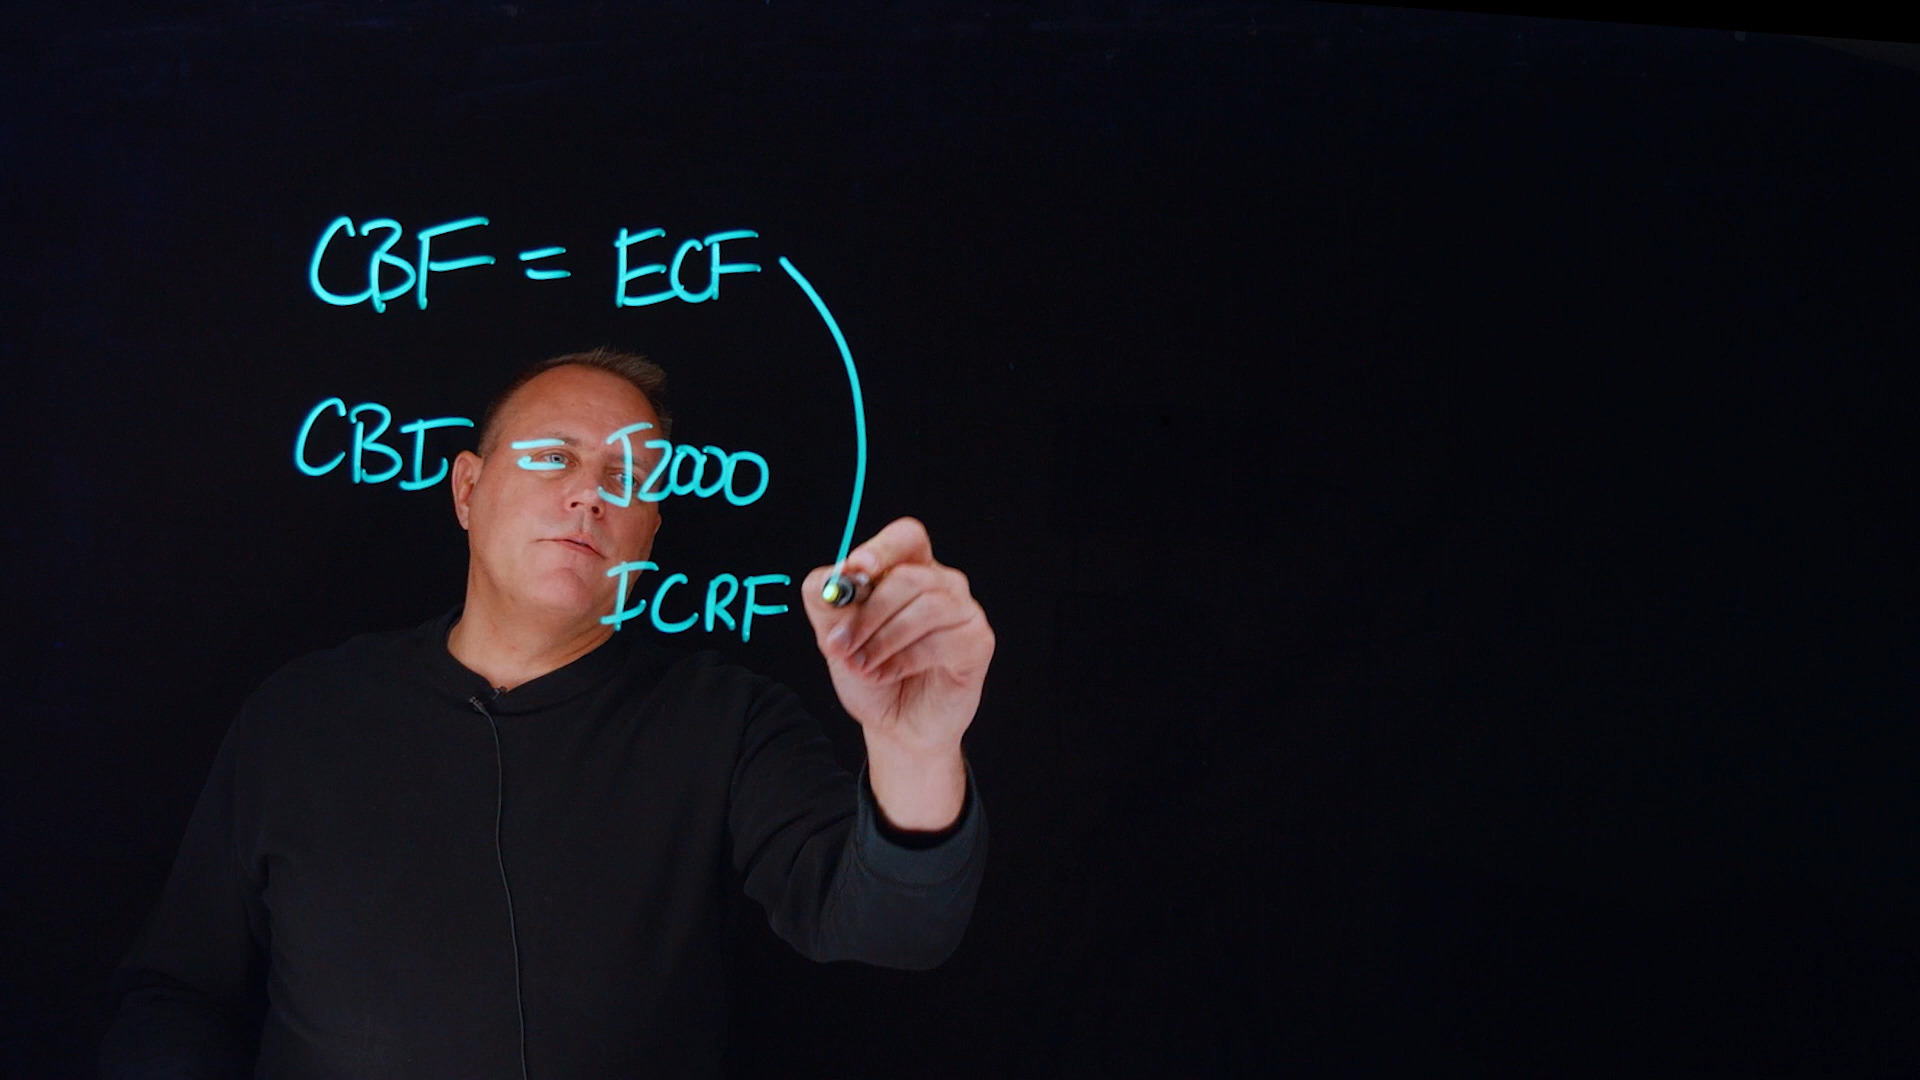 CBF = ECF
CBI = J2000
ICRF